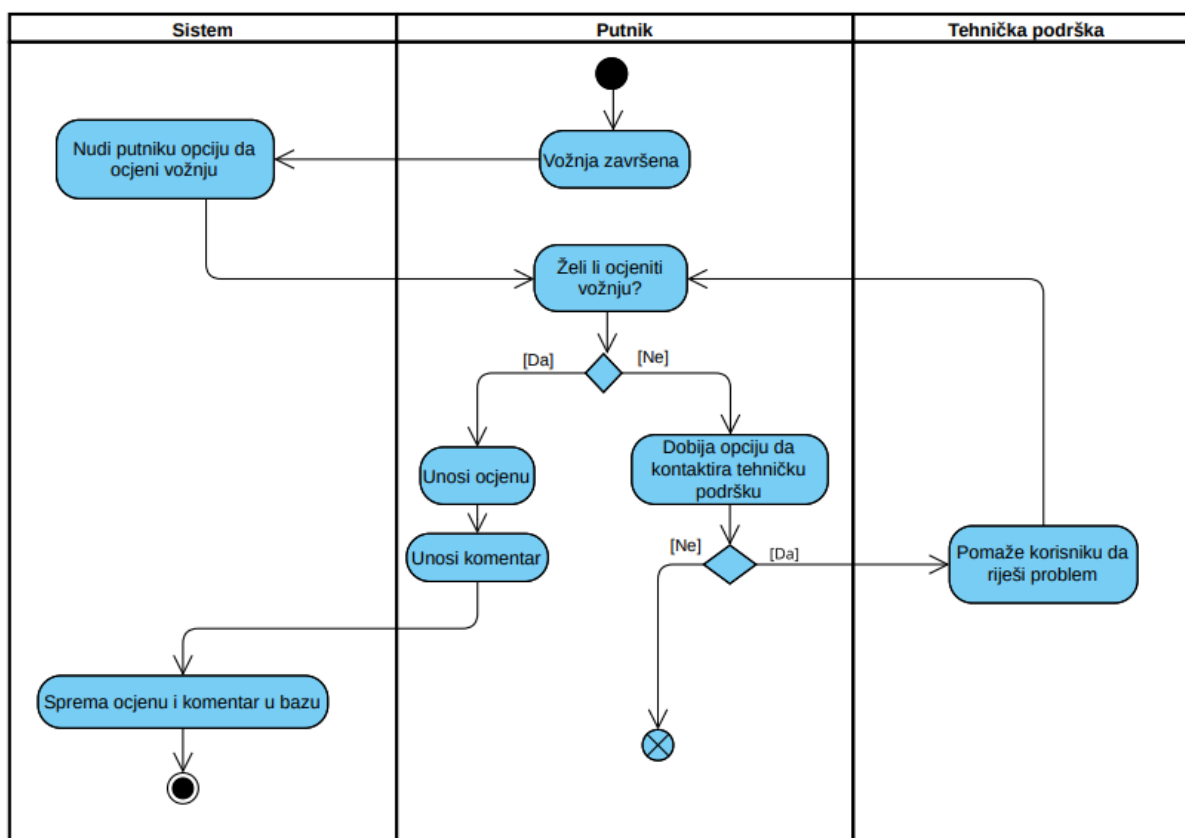 Sistem
Putnik
Tehnička podrška
Nudi putniku opciju da
ocjeni vožnju
Vožnja završena
Želi li ocjeniti
vožnju?
[Da]
[Ne]
Unosi ocjenu
Dobija opciju da
kontaktira tehničku
podršku
Unosi komentar
[Ne]
[Da]
Pomaže korisniku da
riješi problem
Sprema ocjenu i komentar u bazu